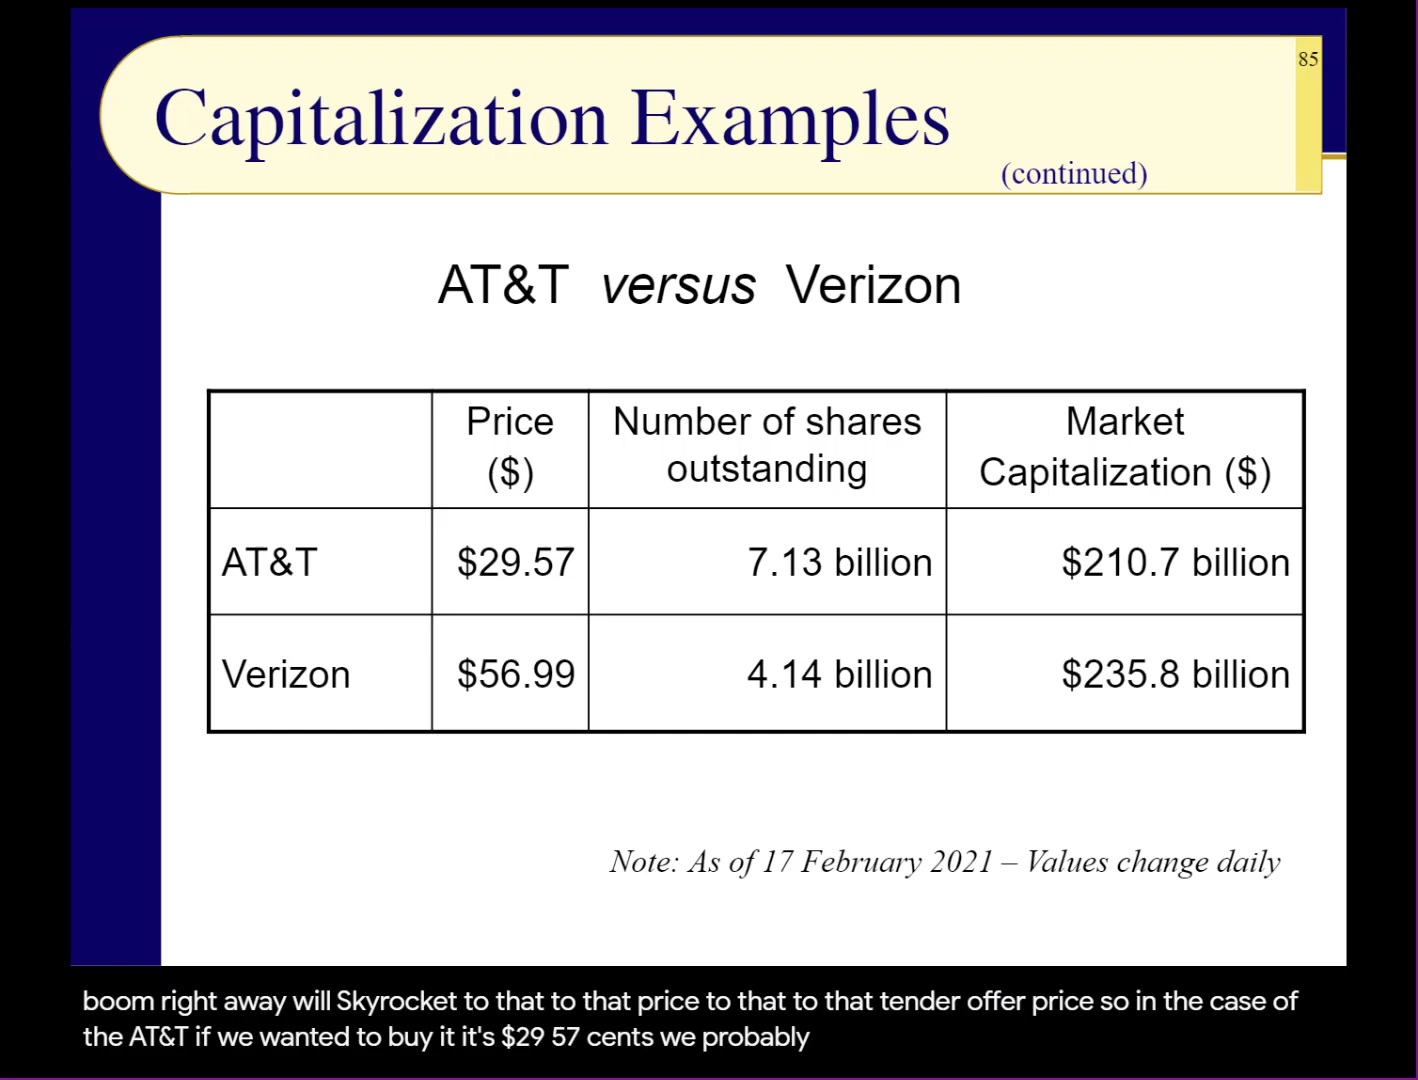 85
Capitalization Examples
(continued)
AT&T versus Verizon
Price ($) Number of shares outstanding Market Capitalization ($)
AT&T $29.57 7.13 billion $210.7 billion
Verizon $56.99 4.14 billion $235.8 billion
Note: As of 17 February 2021 – Values change daily
boom right away will Skyrocket to that to that price to that to that tender offer price so in the case of
the AT&T if we wanted to buy it it's $29 57 cents we probably